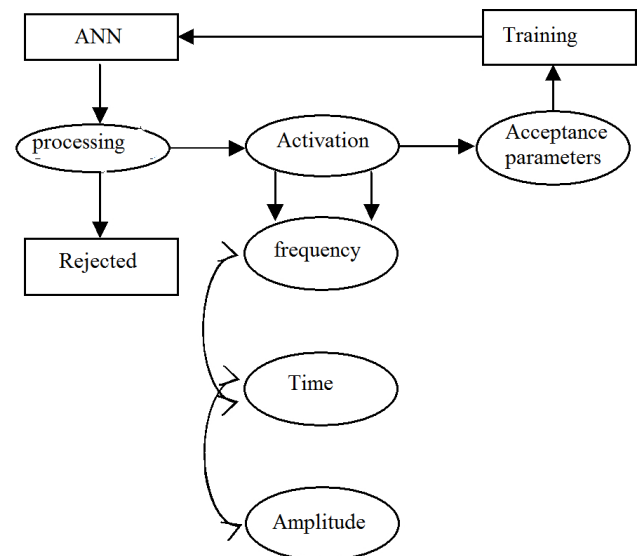 ANN
Training
processing
Activation
Acceptance
parameters
Rejected
frequency
Time
Amplitude